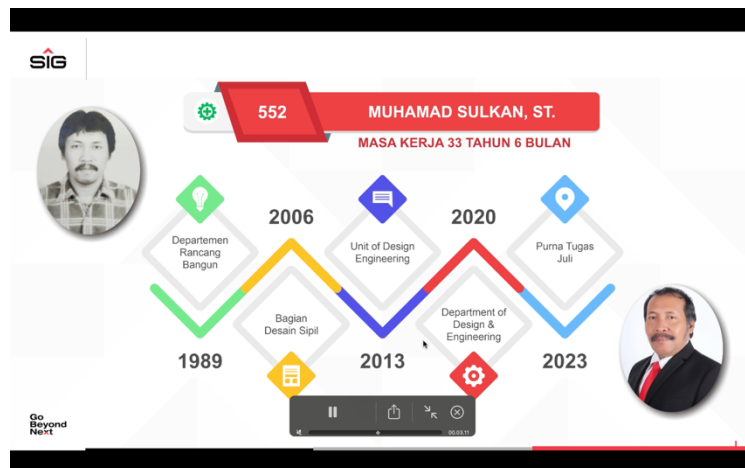 SIG
552
MUHAMAD SULKAN, ST.
MASA KERJA 33 TAHUN 6 BULAN
Departemen
Rancang
Bangun
1989
2006
Bagian
Desain Sipil
Unit of Design
Engineering
2013
2020
Department of
Design &
Engineering
Purna Tugas
Juli
2023
Go
Beyond
Next
00.03.11